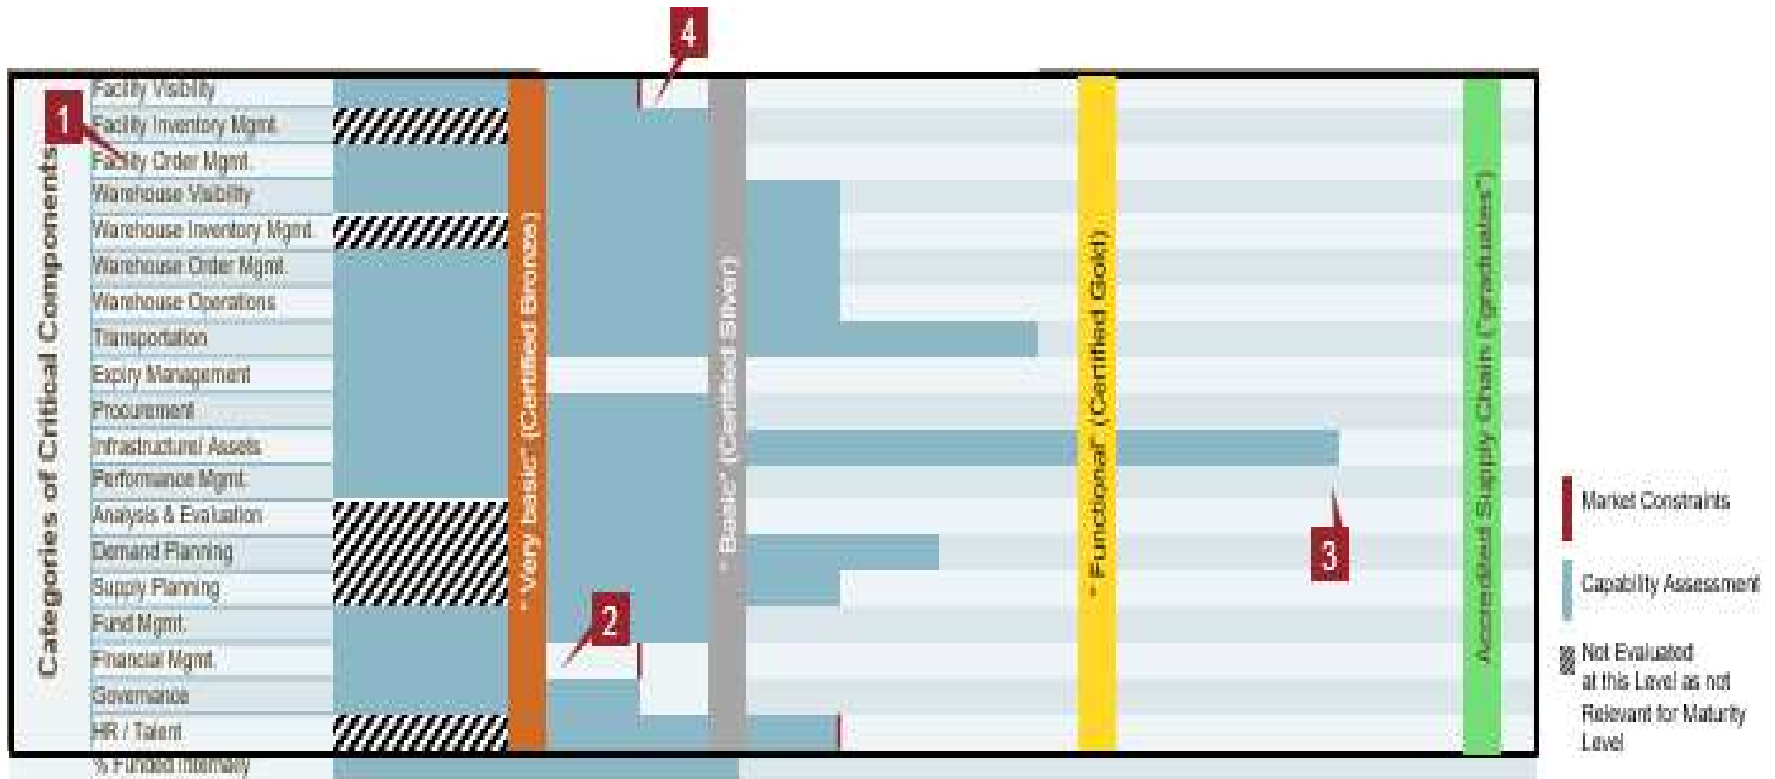 4
1
Categories of Critical Components
Facility Visibility
Facility Inventory Mgmt.
Facility Order Mgmt.
Warehouse Visibility
Warehouse Inventory Mgmt.
Warehouse Order Mgmt.
Warehouse Operations
Transportation
Expiry Management
Procurement
Infrastructure/ Assets
Performance Mgmt.
Analysis & Evaluation
Demand Planning
Supply Planning
Fund Mgmt.
Financial Mgmt.
Governance
HR / Talent
% Funded Internally
"Very basic" (Certified Bronze)
2
"Basic" (Certified Silver)
"Functional" (Certified Gold)
3
Accredited Supply Chain ("graduates")
Market Constraints
Capability Assessment
Not Evaluated
at this Level as not
Relevant for Maturity
Level